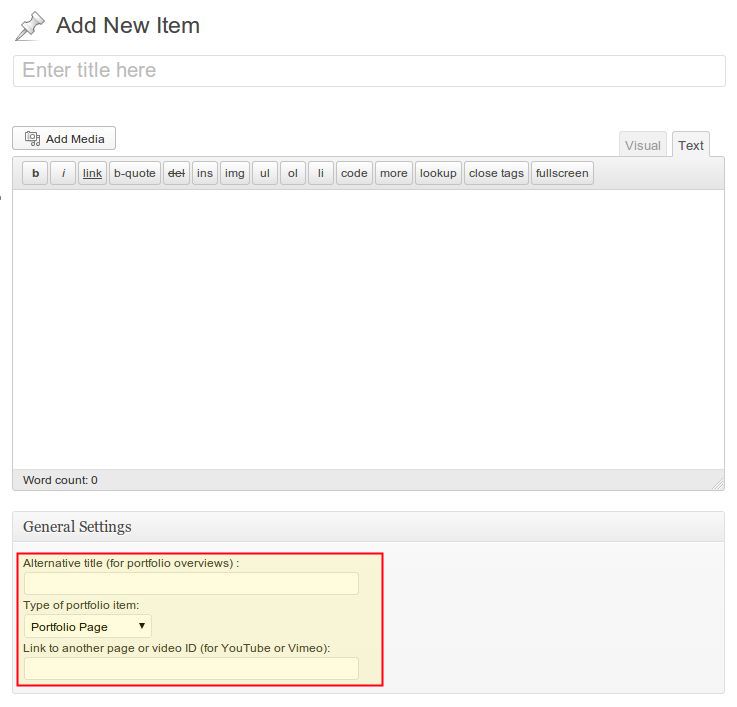 Add New Item
Enter title here
Add Media
Visual Text
b i link b-quote del ins img ul ol li code more lookup close tags fullscreen
Word count: 0
General Settings
Alternative title (for portfolio overviews) :
Type of portfolio item:
Portfolio Page
Link to another page or video ID (for YouTube or Vimeo):